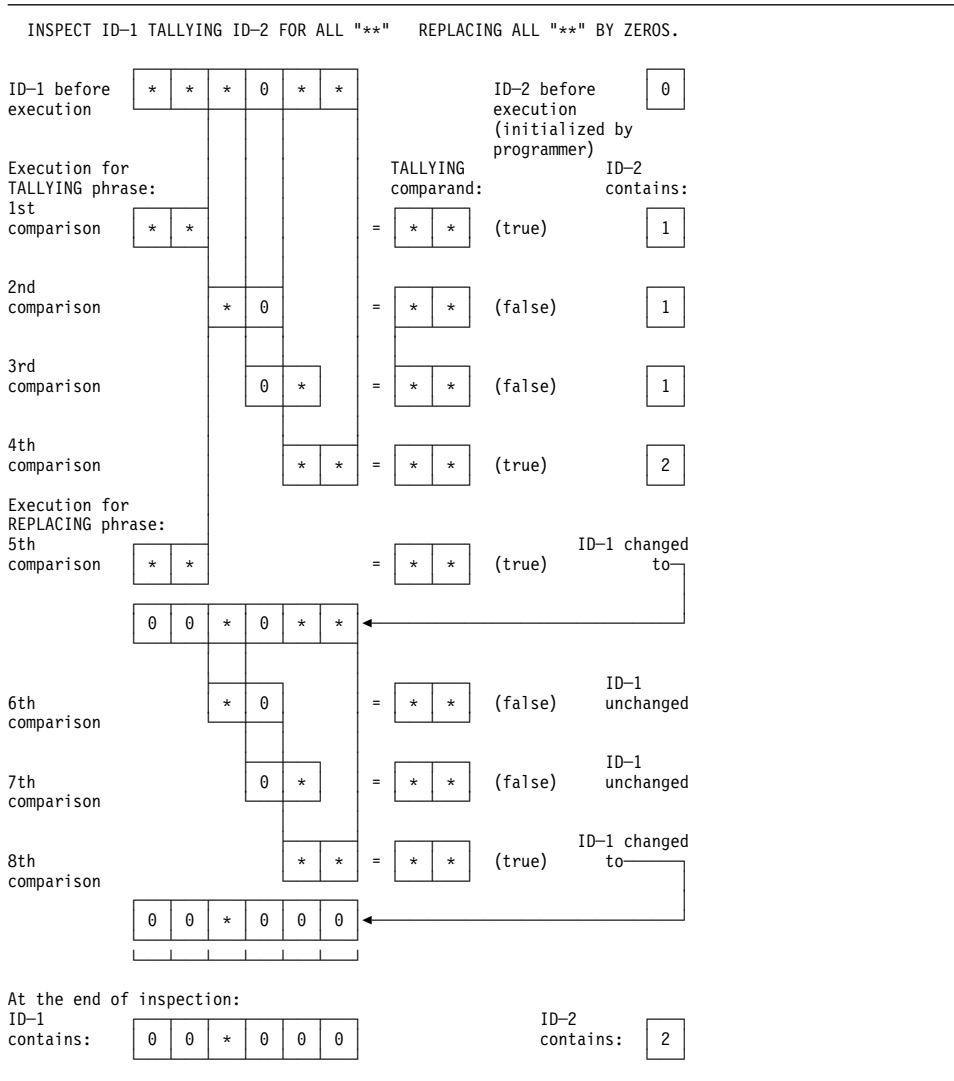 INSPECT ID—1 TALLYING ID—2 FOR ALL "**" REPLACING ALL "**" BY ZEROS.
ID—1 before * * * 0 * * ID—2 before 0
execution execution
(initialized by
programmer)
Execution for TALLYING ID—2
TALLYING phrase: comparand: contains:
1st
comparison * * = * * (true) 1
2nd
comparison * 0 = * * (false) 1
3rd
comparison 0 * = * * (false) 1
4th
comparison * * = * * (true) 2
Execution for
REPLACING phrase:
5th ID—1 changed
comparison * * = * * (true) to
0 0 * 0 * *
ID—1
6th * 0 = * * (false) unchanged
comparison
ID—1
7th 0 * = * * (false) unchanged
comparison
ID—1 changed
8th * * = * * (true) to
comparison
0 0 * 0 0 0
At the end of inspection:
ID—1 ID—2
contains: 0 0 * 0 0 0 contains: 2